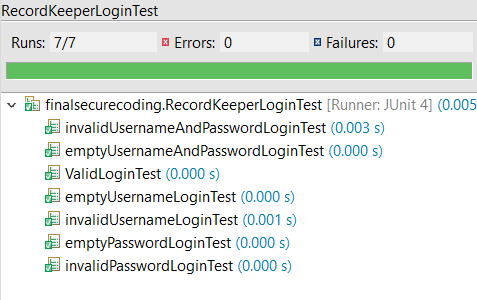 RecordKeeperLoginTest
Runs: 7/7 Errors: 0 Failures: 0
finalsecurecoding.RecordKeeperLoginTest [Runner: JUnit 4] (0.005
invalidUsernameAndPasswordLoginTest (0.003 s)
emptyUsernameAndPasswordLoginTest (0.000 s)
ValidLoginTest (0.000 s)
emptyUsernameLoginTest (0.000 s)
invalidUsernameLoginTest (0.001 s)
emptyPasswordLoginTest (0.000 s)
invalidPasswordLoginTest (0.000 s)